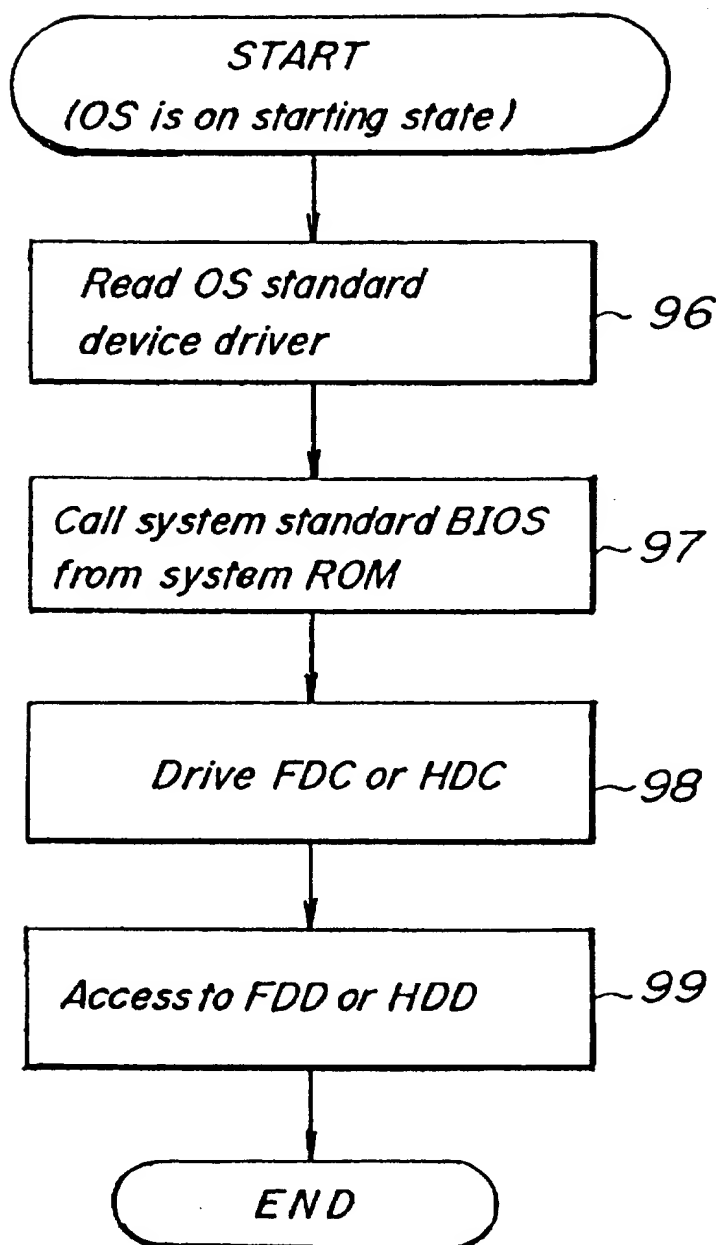 START
(OS is on starting state)
Read OS standard
device driver
96
Call system standard BIOS
from system ROM
97
Drive FDC or HDC
98
Access to FDD or HDD
99
END